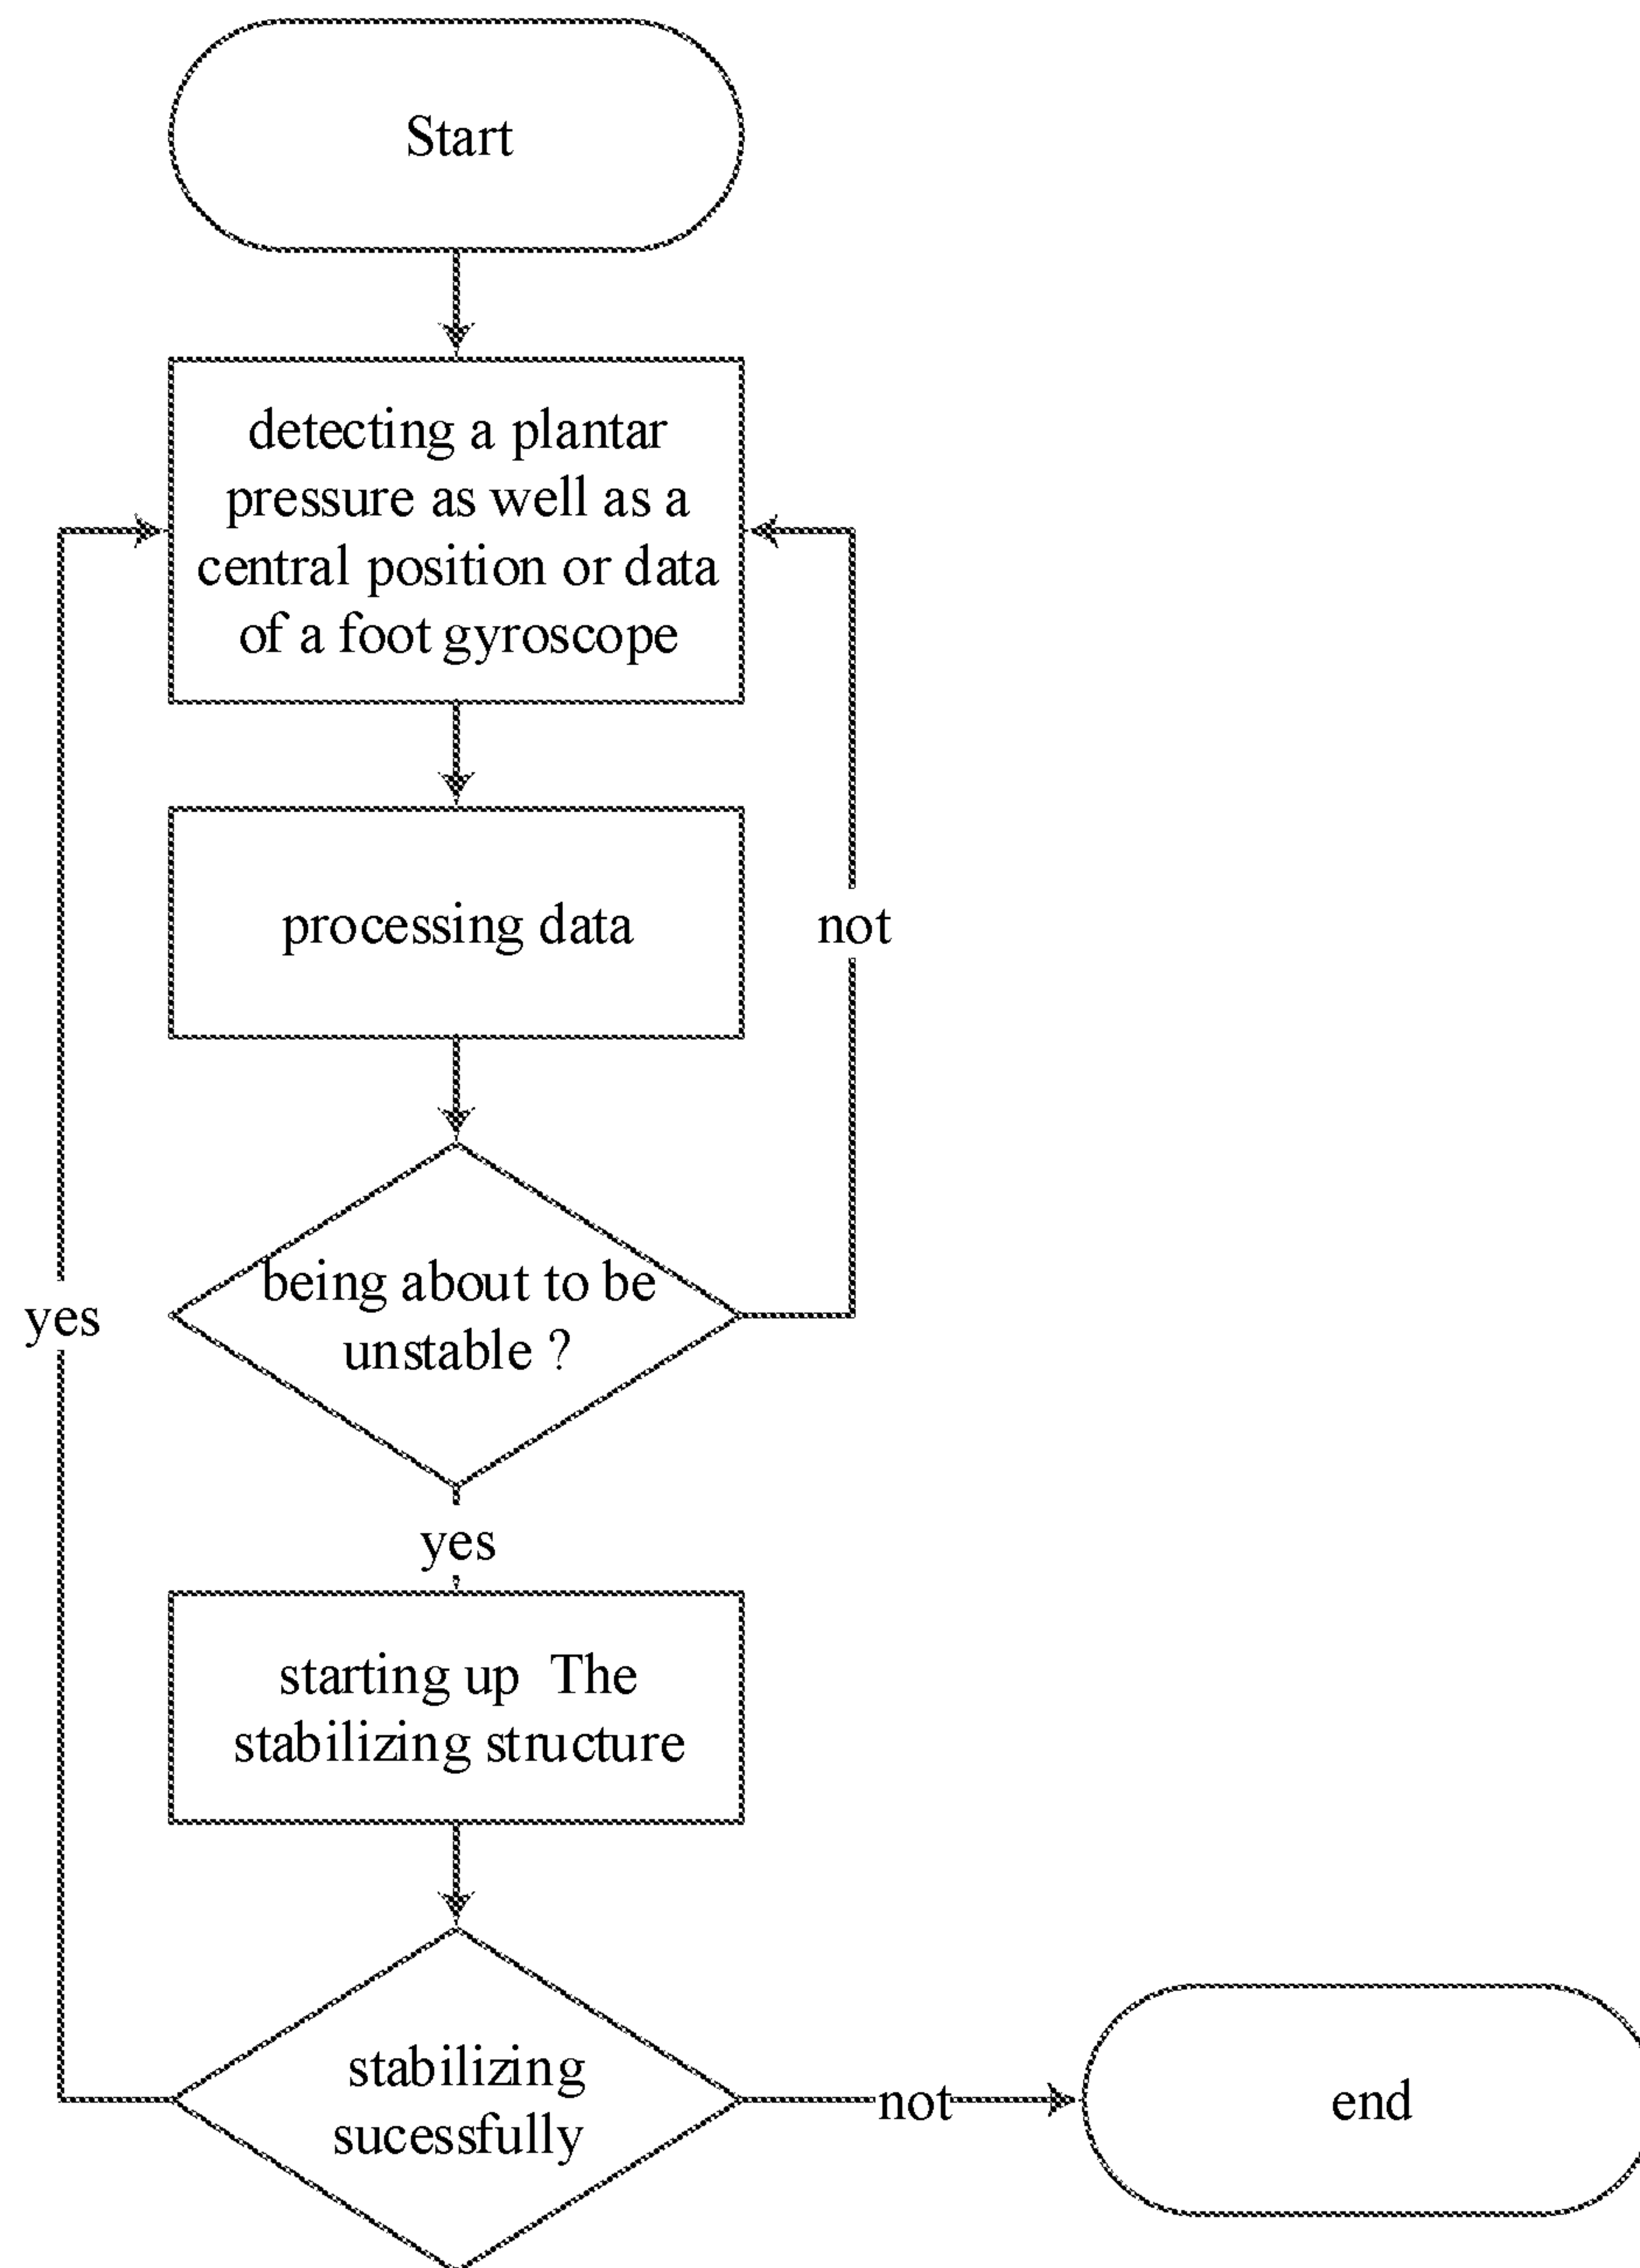 Start
detecting a plantar
pressure as well as a
central position or data
of a foot gyroscope
processing data
not
being about to be
unstable ?
yes
yes
starting up The
stabilizing structure
stabilizing
sucessfully
not
end